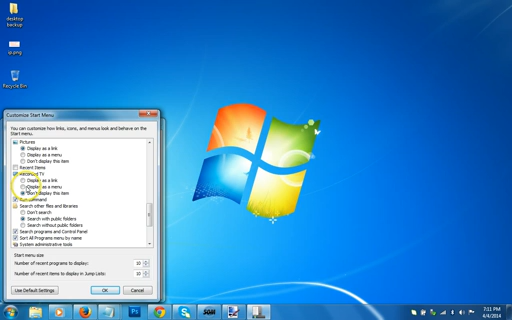 desktop
backup
ip.png
Recycle Bin
Customize Start Menu
You can customize how links, icons, and menus look and behave on the
Start menu.
Pictures
Display as a link
Display as a menu
Don't display this item
Recent Items
Recorded TV
Display as a link
Display as a menu
Don't display this item
Run command
Search other files and libraries
Don't search
Search with public folders
Search without public folders
Search programs and Control Panel
Sort All Programs menu by name
System administrative tools
Start menu size
Number of recent programs to display: 10
Number of recent items to display in Jump Lists: 10
Use Default Settings OK Cancel
Ps
7:11 PM
4/4/2014